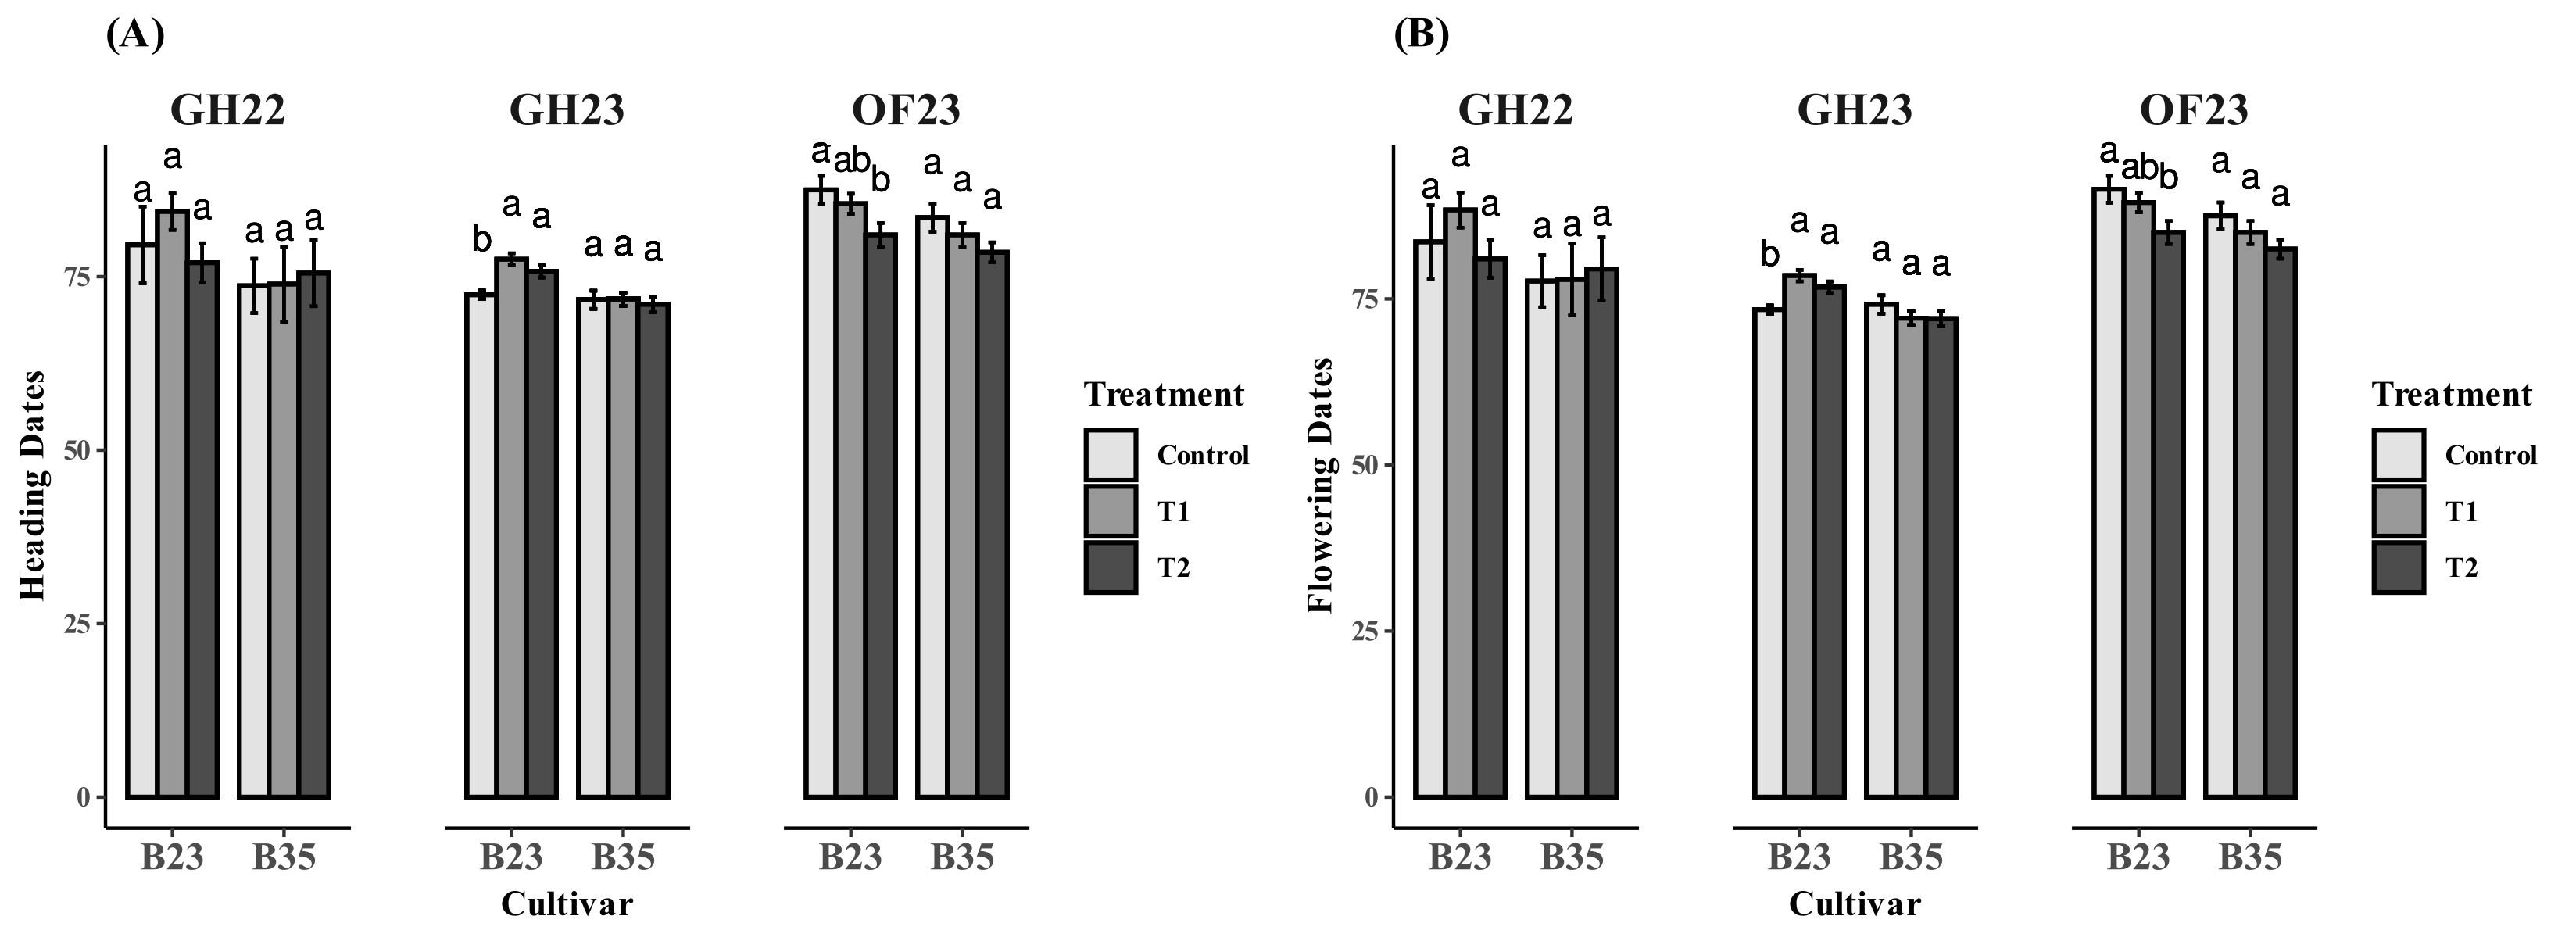 (A)
GH22 GH23 OF23
a a a a a a
b a a a a a
a ab b a a a
Heading Dates
75
50
25
0
B23 B35 B23 B35 B23 B35
Cultivar
Treatment
Control
T1
T2
(B)
GH22 GH23 OF23
a a a a a a
b a a a a a
a ab b a a a
Flowering Dates
75
50
25
0
B23 B35 B23 B35 B23 B35
Cultivar
Treatment
Control
T1
T2